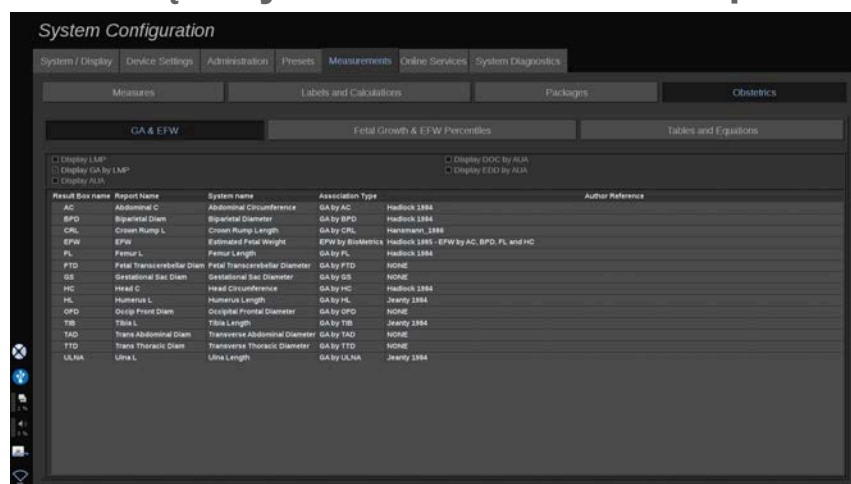 System Configuration
System / Display Device Settings Administration Presets Measurements Online Services System Diagnostics
Measures Labels and Calculations Packages Obstetrics
GA & EFW Fetal Growth & EFW Percentiles Tables and Equations
Display LMP Display DOC by AUA
Display GA by LMP Display EDD by AUA
Display AUA
Result Box name Report Name System name Association Type Author Reference
AC Abdominal C Abdominal Circumference GA by AC Hadlock 1984
BPD Biparietal Diam Biparietal Diameter GA by BPD Hadlock 1984
CRL Crown Rump L Crown Rump Length GA by CRL Hansmann_1986
EFW EFW Estimated Fetal Weight EFW by BioMetrics Hadlock 1985 - EFW by AC, BPD, FL and HC
FL Femur L Femur Length GA by FL Hadlock 1984
FTD Fetal Transcerebellar Diam Fetal Transcerebellar Diameter GA by FTD NONE
GS Gestational Sac Diam Gestational Sac Diameter GA by GS NONE
HC Head C Head Circumference GA by HC Hadlock 1984
HL Humerus L Humerus Length GA by HL Jeanty 1984
OFD Occip Front Diam Occipital Frontal Diameter GA by OFD NONE
TIB Tibia L Tibia Length GA by TIB Jeanty 1984
TAD Trans Abdominal Diam Transverse Abdominal Diameter GA by TAD NONE
TTD Trans Thoracic Diam Transverse Thoracic Diameter GA by TTD NONE
ULNA Ulna L Ulna Length GA by ULNA Jeanty 1984